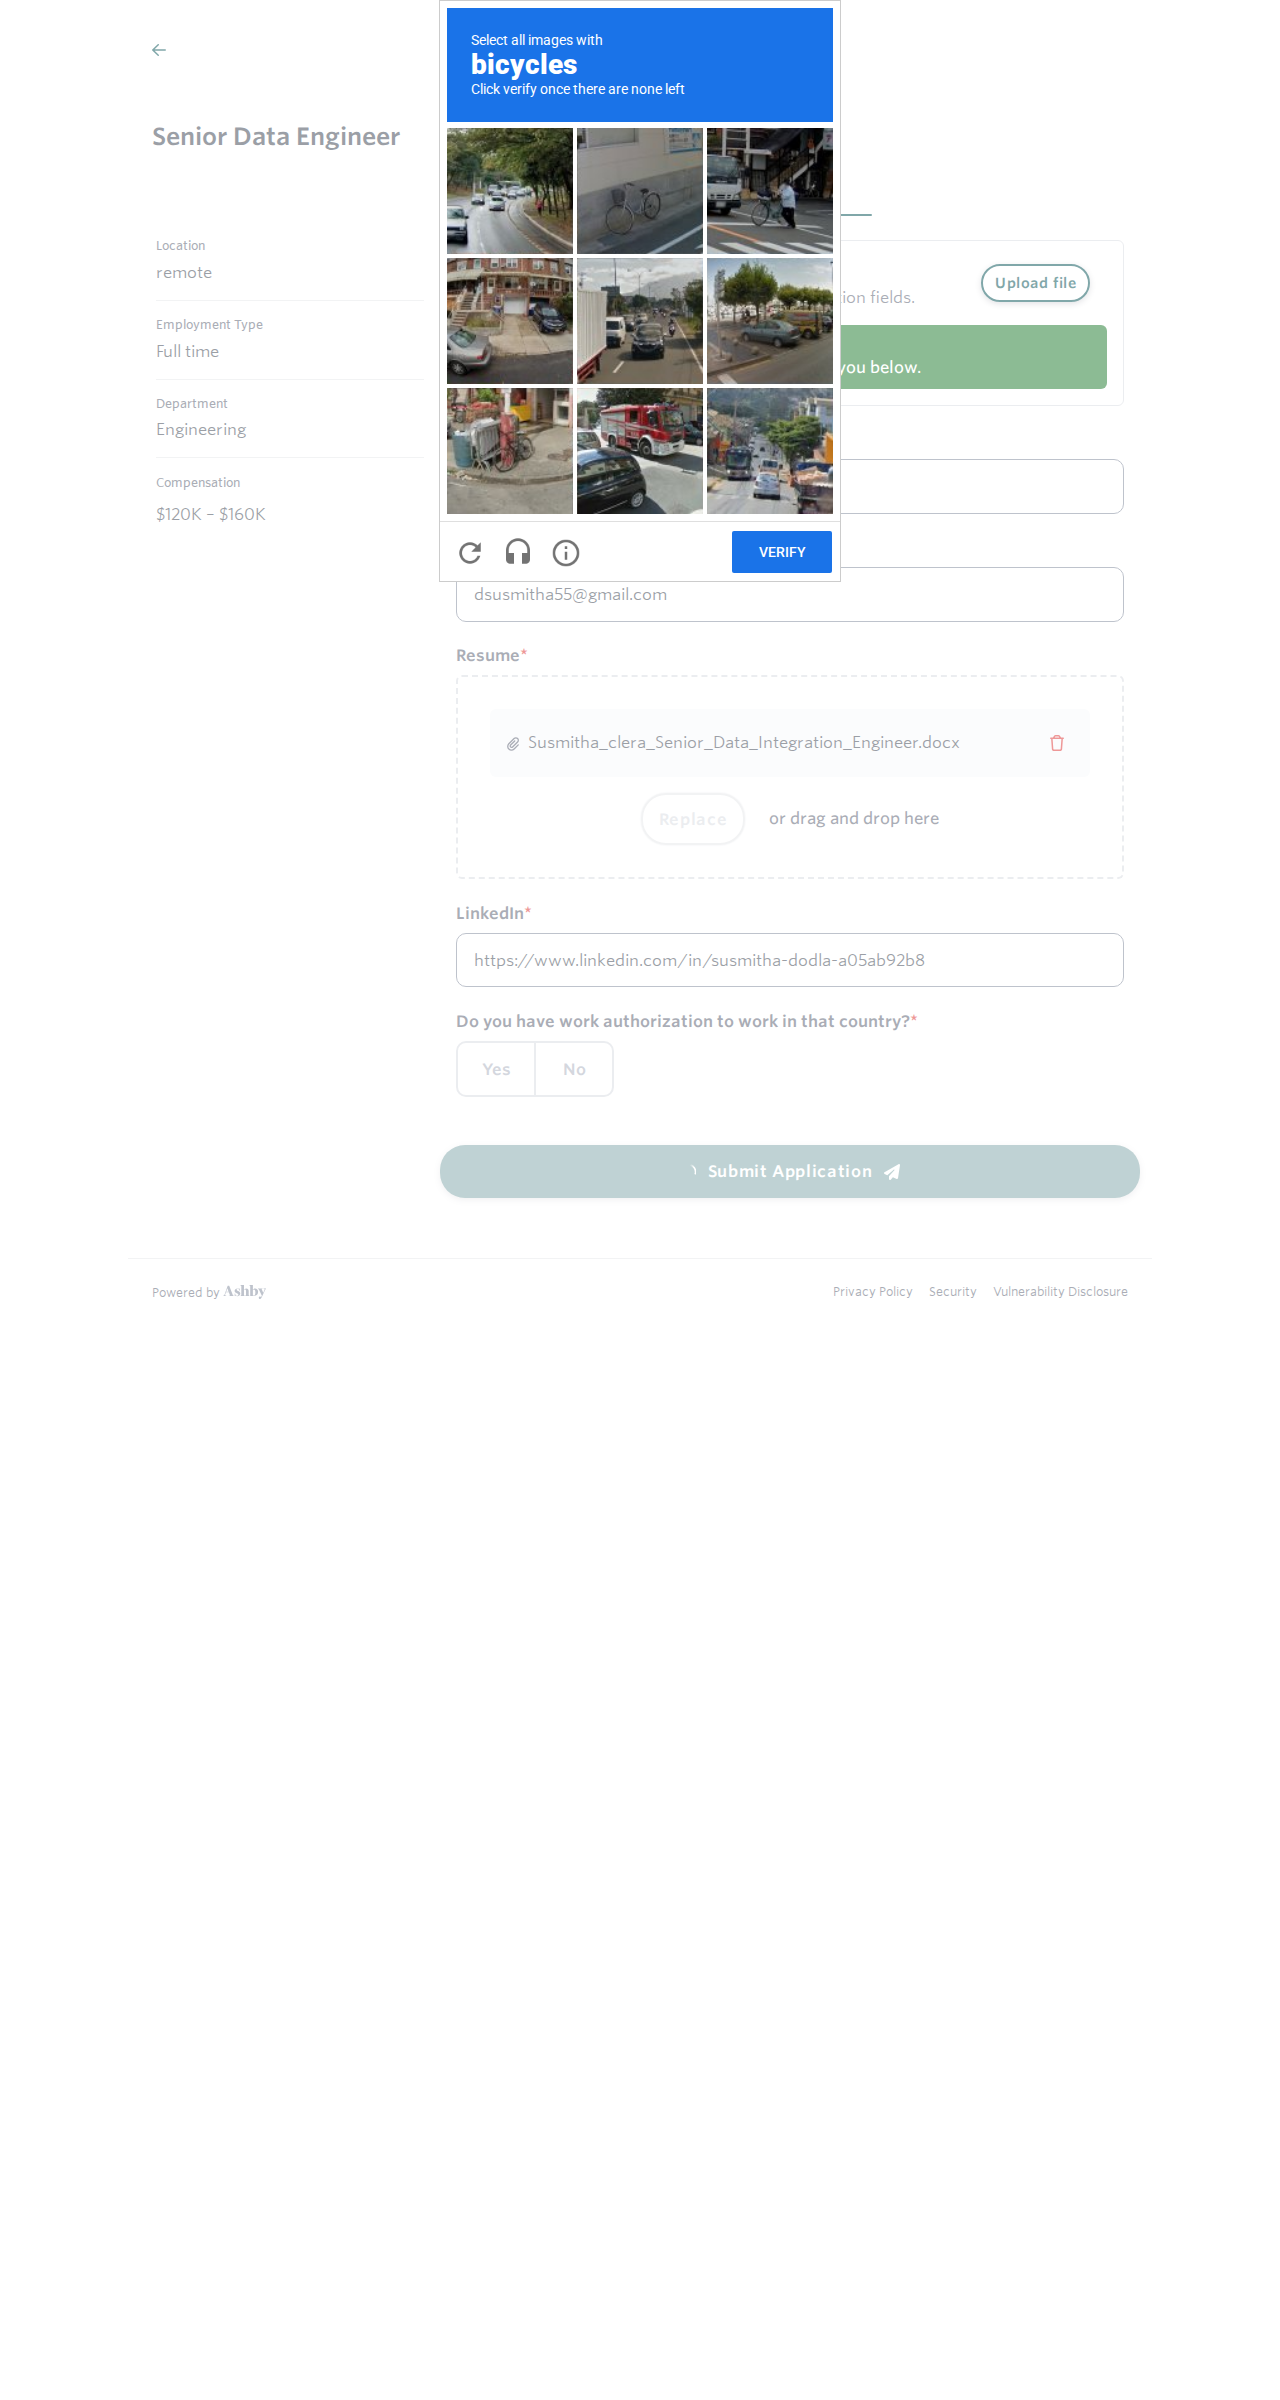 Select all images with
bicycles
Click verify once there are none left
Senior Data Engineer
Location
remote
Employment Type
Full time
Department
Engineering
Compensation
$120K – $160K
Upload file
ion fields.
you below.
VERIFY
dsusmitha55@gmail.com
Resume*
Susmitha_clera_Senior_Data_Integration_Engineer.docx
Replace
or drag and drop here
LinkedIn*
https://www.linkedin.com/in/susmitha-dodla-a05ab92b8
Do you have work authorization to work in that country?*
Yes
No
Submit Application
Powered by Ashby
Privacy Policy
Security
Vulnerability Disclosure